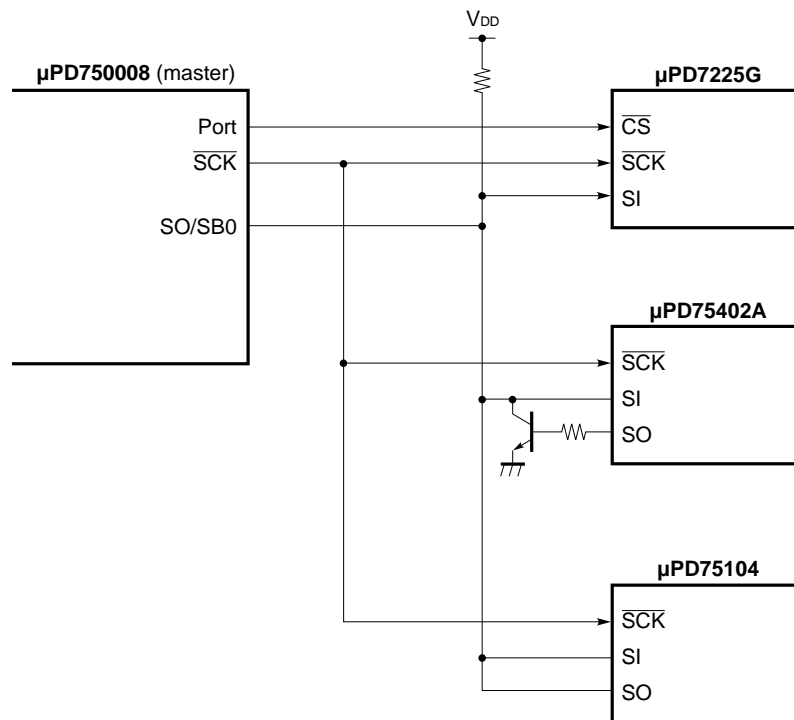 VDD
µPD750008 (master)
Port
SCK
SO/SB0
µPD7225G
CS
SCK
SI
µPD75402A
SCK
SI
SO
µPD75104
SCK
SI
SO